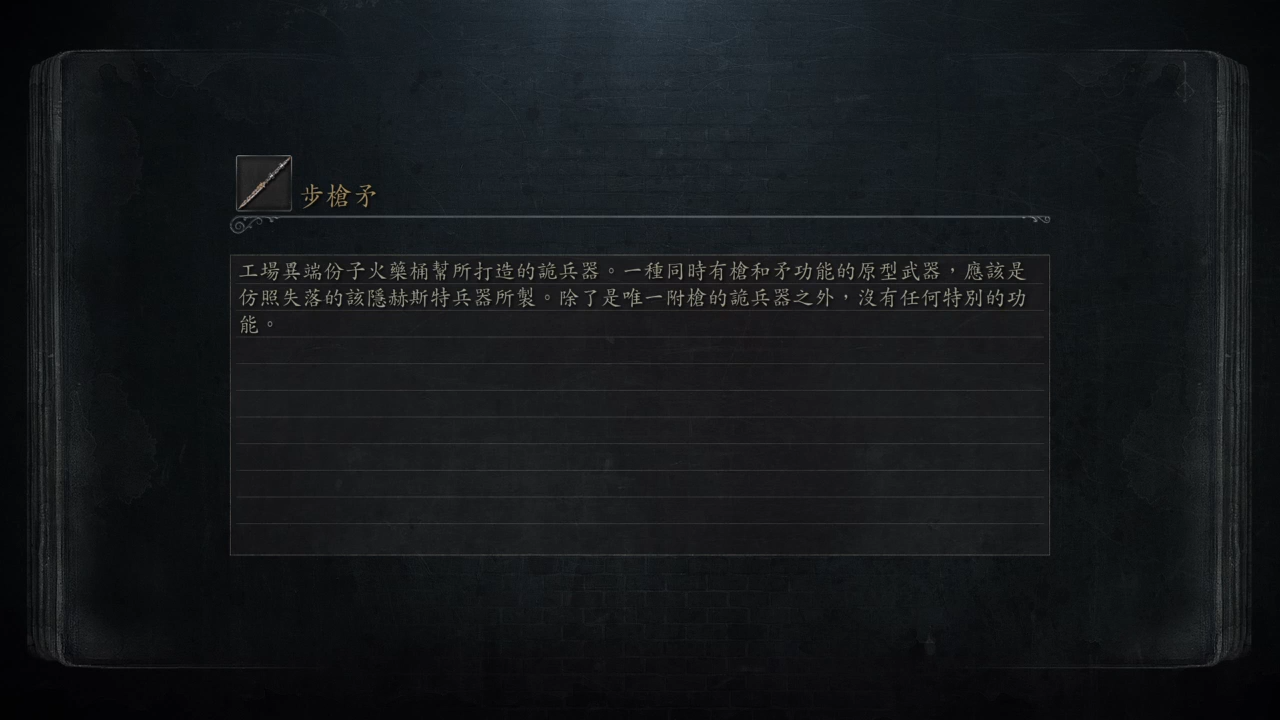 步槍矛
工場異端份子火藥桶幫所打造的詭兵器。一種同時有槍和矛功能的原型武器，應該是
仿照失落的該隱赫斯特兵器所製。除了是唯一附槍的詭兵器之外，沒有任何特別的功
能。